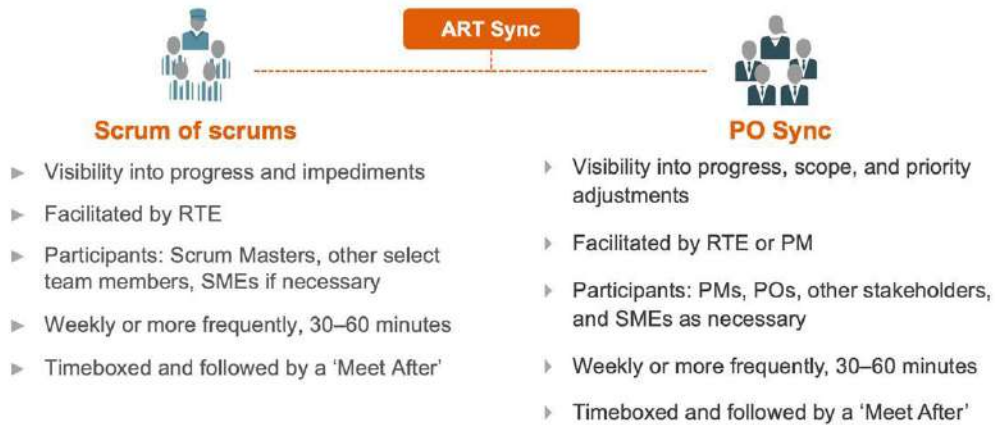 ART Sync
Scrum of scrums
Visibility into progress and impediments
Facilitated by RTE
Participants: Scrum Masters, other select
team members, SMEs if necessary
Weekly or more frequently, 30–60 minutes
Timeboxed and followed by a ‘Meet After’
PO Sync
Visibility into progress, scope, and priority
adjustments
Facilitated by RTE or PM
Participants: PMs, POs, other stakeholders,
and SMEs as necessary
Weekly or more frequently, 30–60 minutes
Timeboxed and followed by a ‘Meet After’